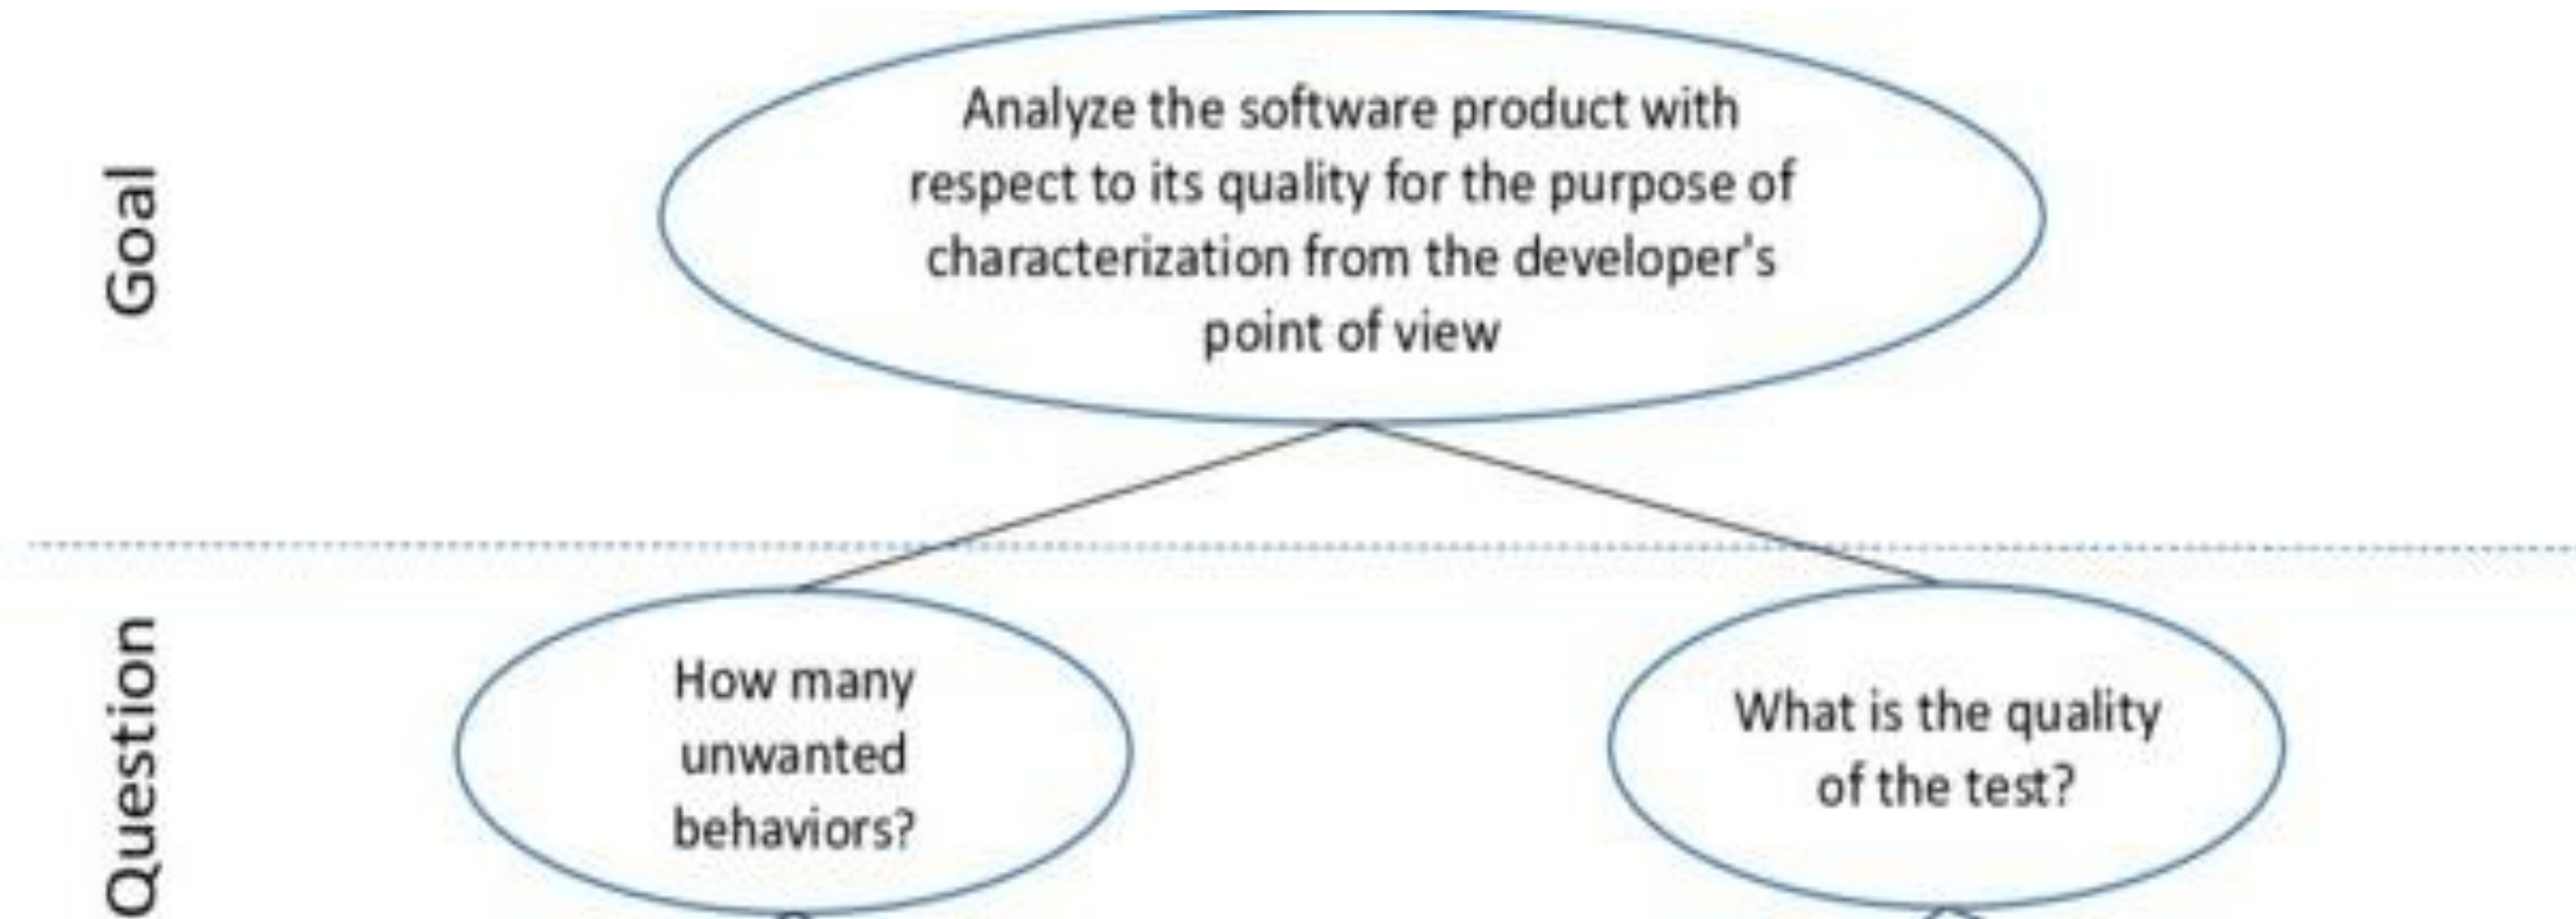 Goal
Analyze the software product with
respect to its quality for the purpose of
characterization from the developer's
point of view
Question
How many
unwanted
behaviors?
What is the quality
of the test?